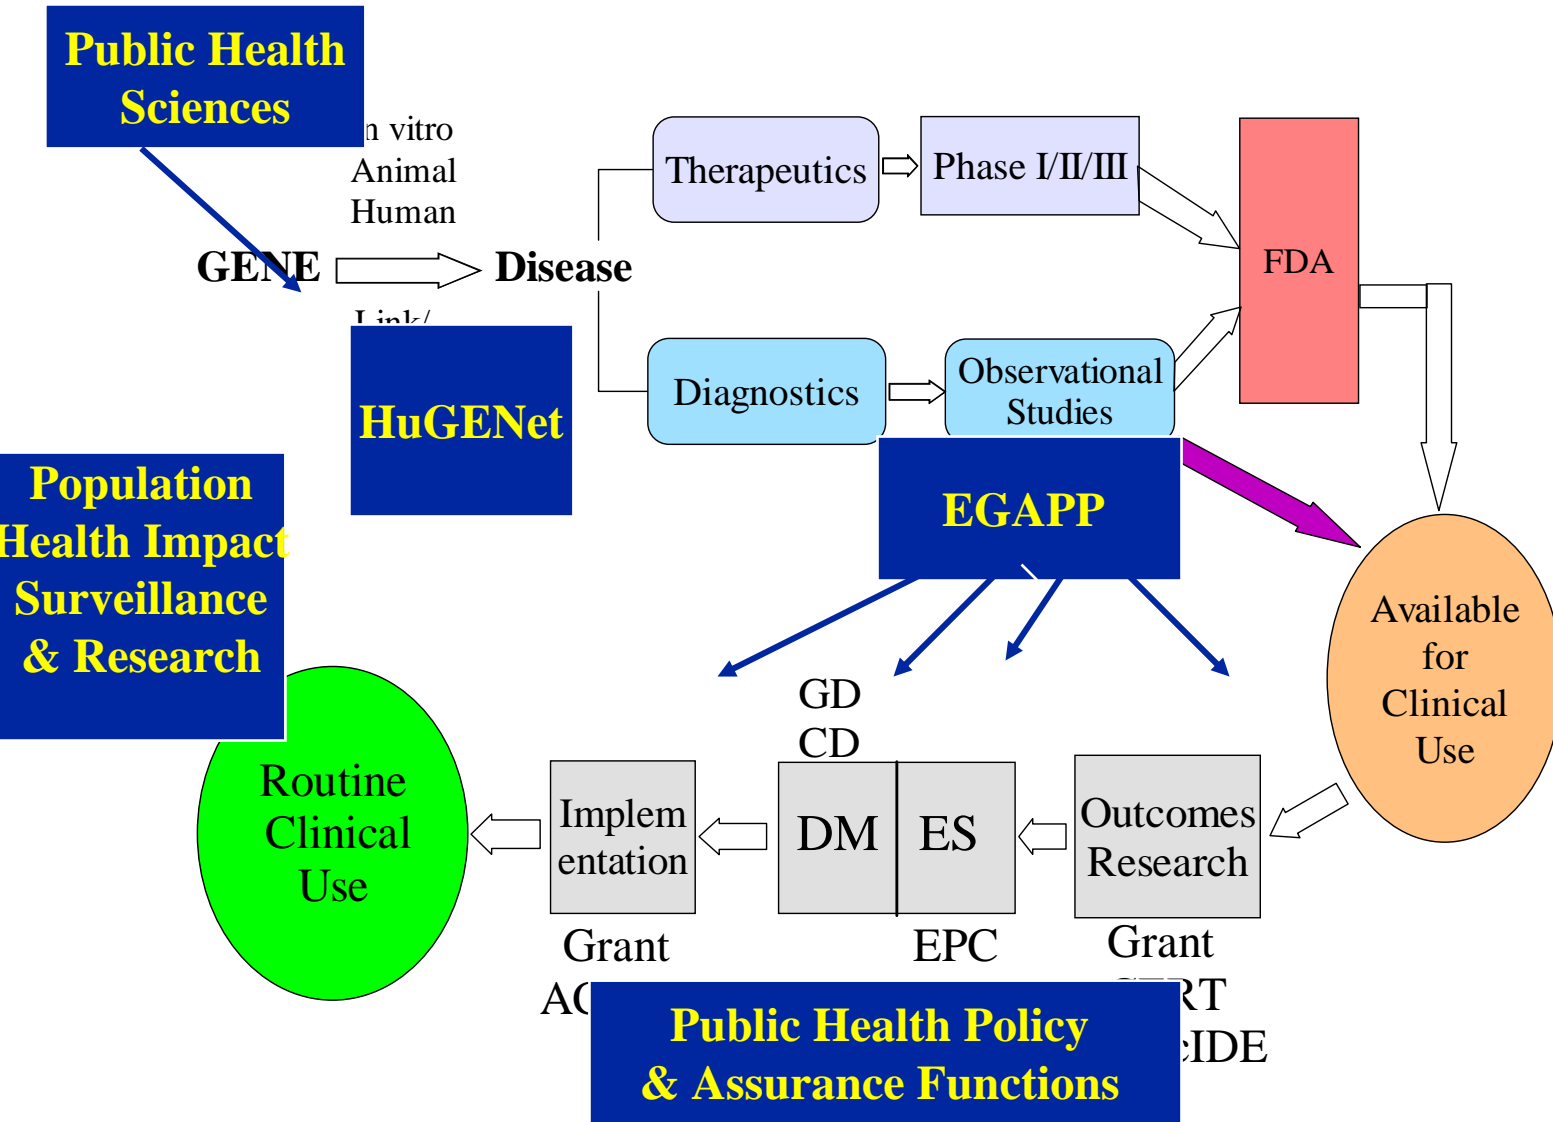 Public Health
Sciences
vitro
Animal
Human
GENE
Disease
Therapeutics
Phase I/II/III
FDA
Link/
HuGENet
Diagnostics
Observational
Studies
EGAPP
Population
Health Impact
Surveillance
& Research
Available
for
Clinical
Use
GD
CD
Routine
Clinical
Use
Implem
entation
DM
ES
Outcomes
Research
Grant
EPC
Grant
Public Health Policy
& Assurance Functions